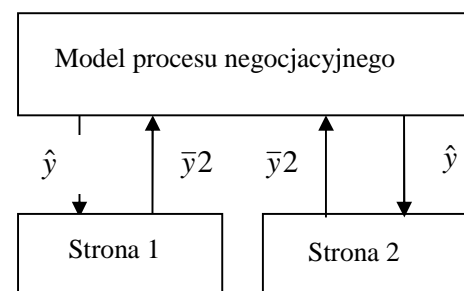 Model procesu negocjacyjnego
ŷ ȳ2 ȳ2 ŷ
Strona 1 Strona 2